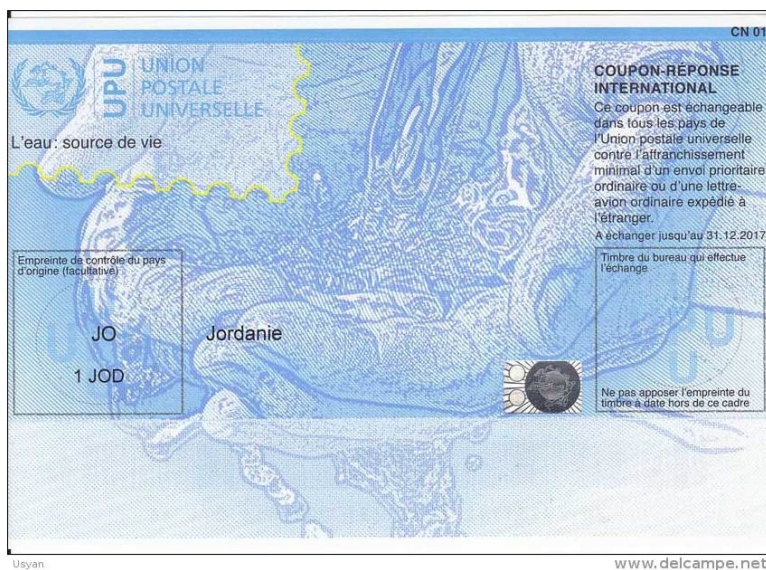 CN 01
UPU
UNION
POSTALE
UNIVERSELLE
L'eau: source de vie
COUPON-RÉPONSE
INTERNATIONAL
Ce coupon est échangeable
dans tous les pays de
l'Union postale universelle
contre l'affranchissement
minimal d'un envoi prioritaire
ordinaire ou d'une lettre-
avion ordinaire expédié à
l'étranger.
A échanger jusqu'au 31.12.2017
Empreinte de contrôle du pays
d'origine (facultative)
JO
1 JOD
Jordanie
Timbre du bureau qui effectue
l'échange
Ne pas apposer l'empreinte du
timbre à date hors de ce cadre
Usyan
www.delcampe.net